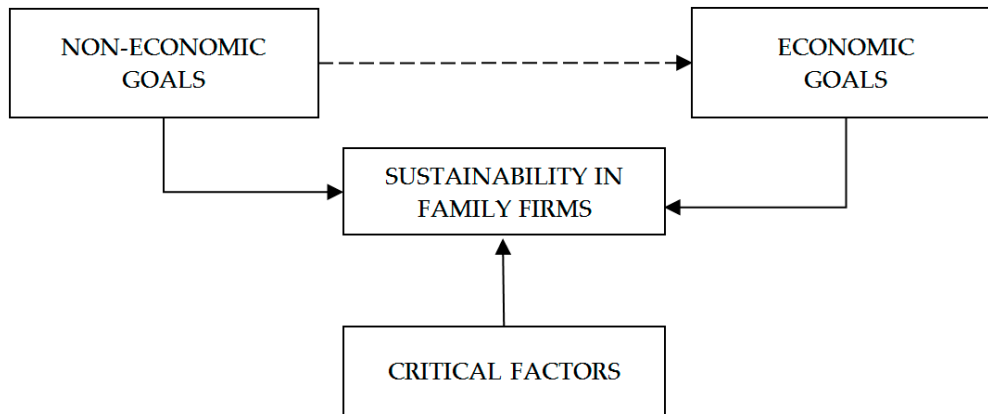 NON-ECONOMIC
GOALS
ECONOMIC
GOALS
SUSTAINABILITY IN
FAMILY FIRMS
CRITICAL FACTORS